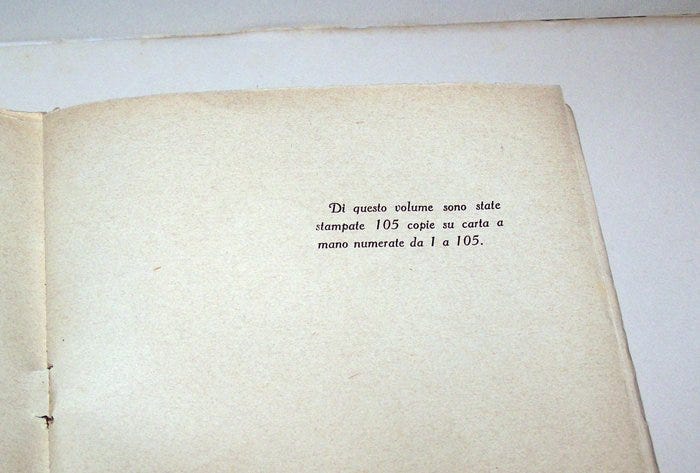 Di questo volume sono state
stampate 105 copie su carta a
mano numerate da 1 a 105.